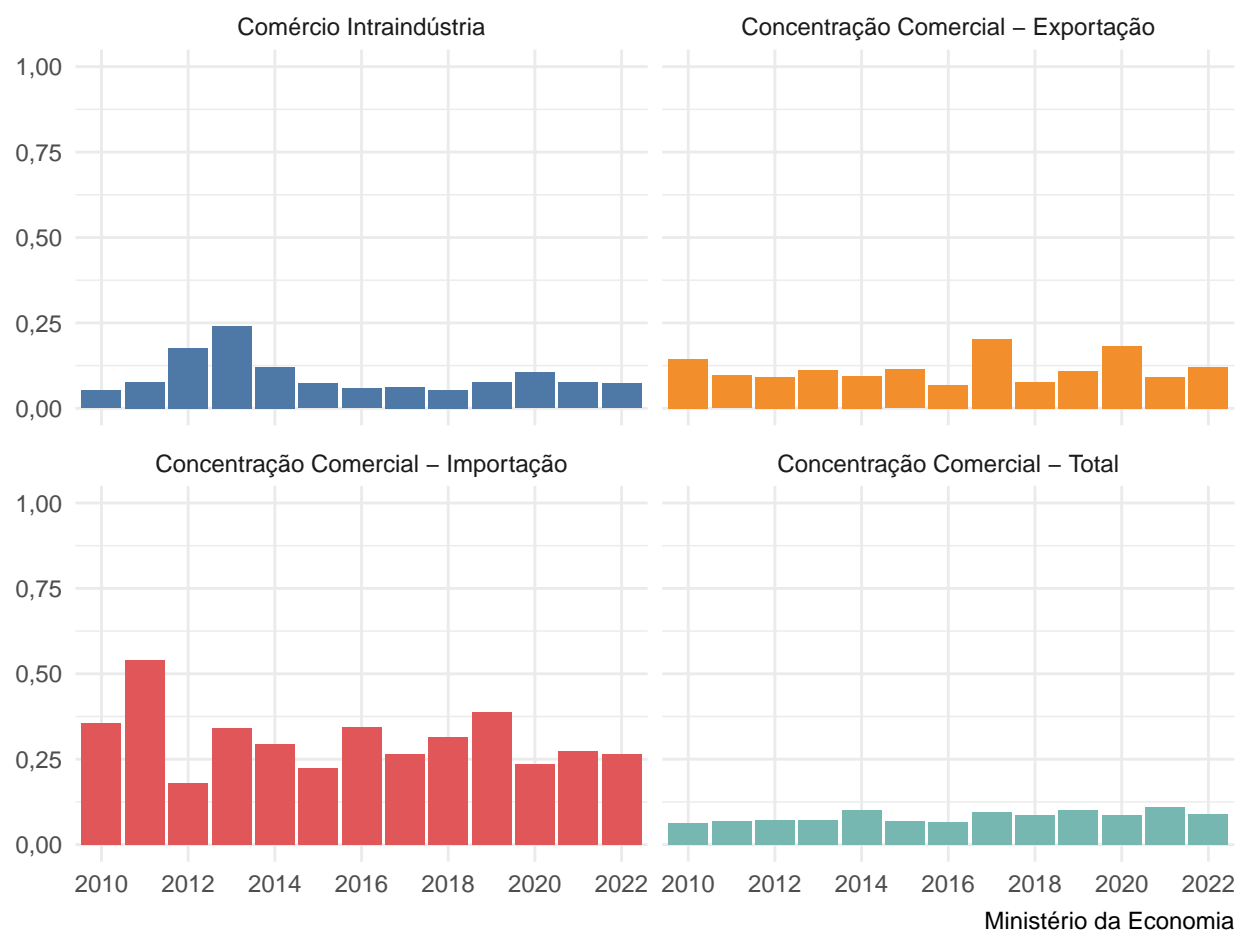 Comércio Intraindústria
Concentração Comercial – Exportação
1,00
0,75
0,50
0,25
0,00
Concentração Comercial – Importação
Concentração Comercial – Total
1,00
0,75
0,50
0,25
0,00
2010 2012 2014 2016 2018 2020 2022
2010 2012 2014 2016 2018 2020 2022
Ministério da Economia